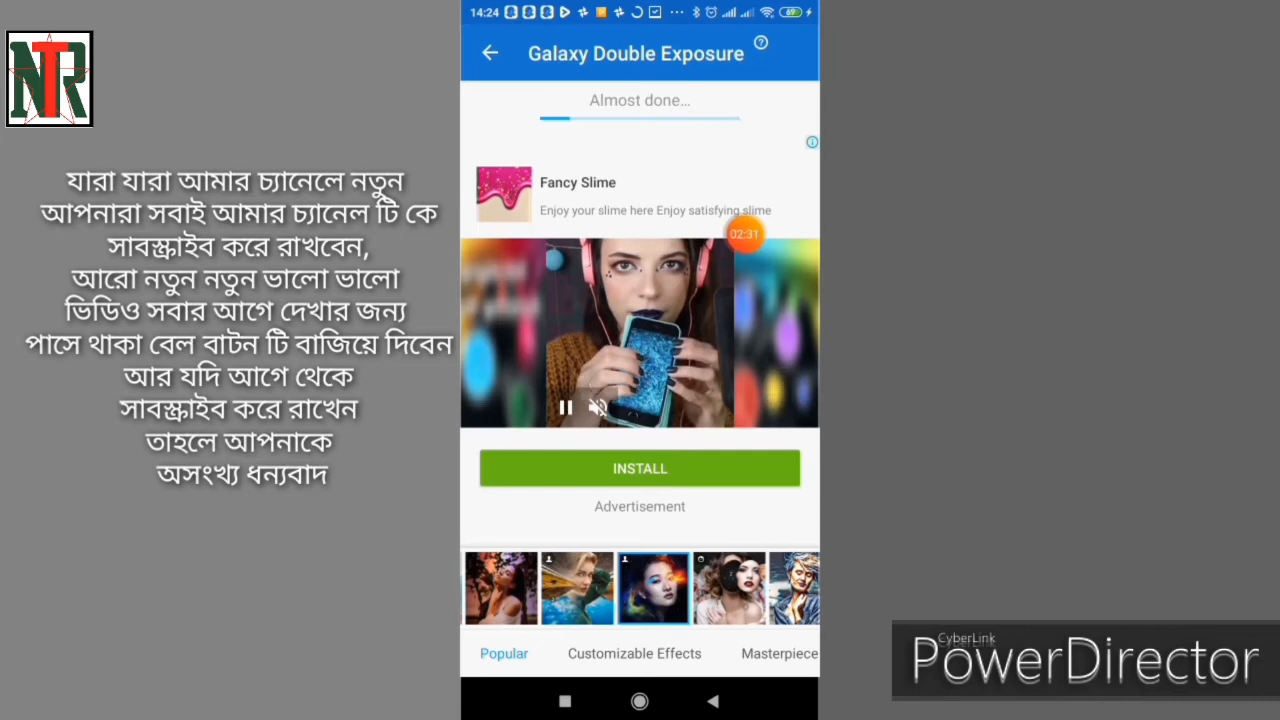 14:24
69
Galaxy Double Exposure
Almost done...
NTR
Fancy Slime
Enjoy your slime here Enjoy satisfying slime
02:31
যারা যারা আমার চ্যানেলে নতুন
আপনারা সবাই আমার চ্যানেল টি কে
সাবস্ক্রাইব করে রাখবেন,
আরো নতুন নতুন ভালো ভালো
ভিডিও সবার আগে দেখার জন্য
পাসে থাকা বেল বাটন টি বাজিয়ে দিবেন
আর যদি আগে থেকে
সাবস্ক্রাইব করে রাখেন
তাহলে আপনাকে
অসংখ্য ধন্যবাদ
INSTALL
Advertisement
Popular Customizable Effects Masterpiece
CyberLink
PowerDirector